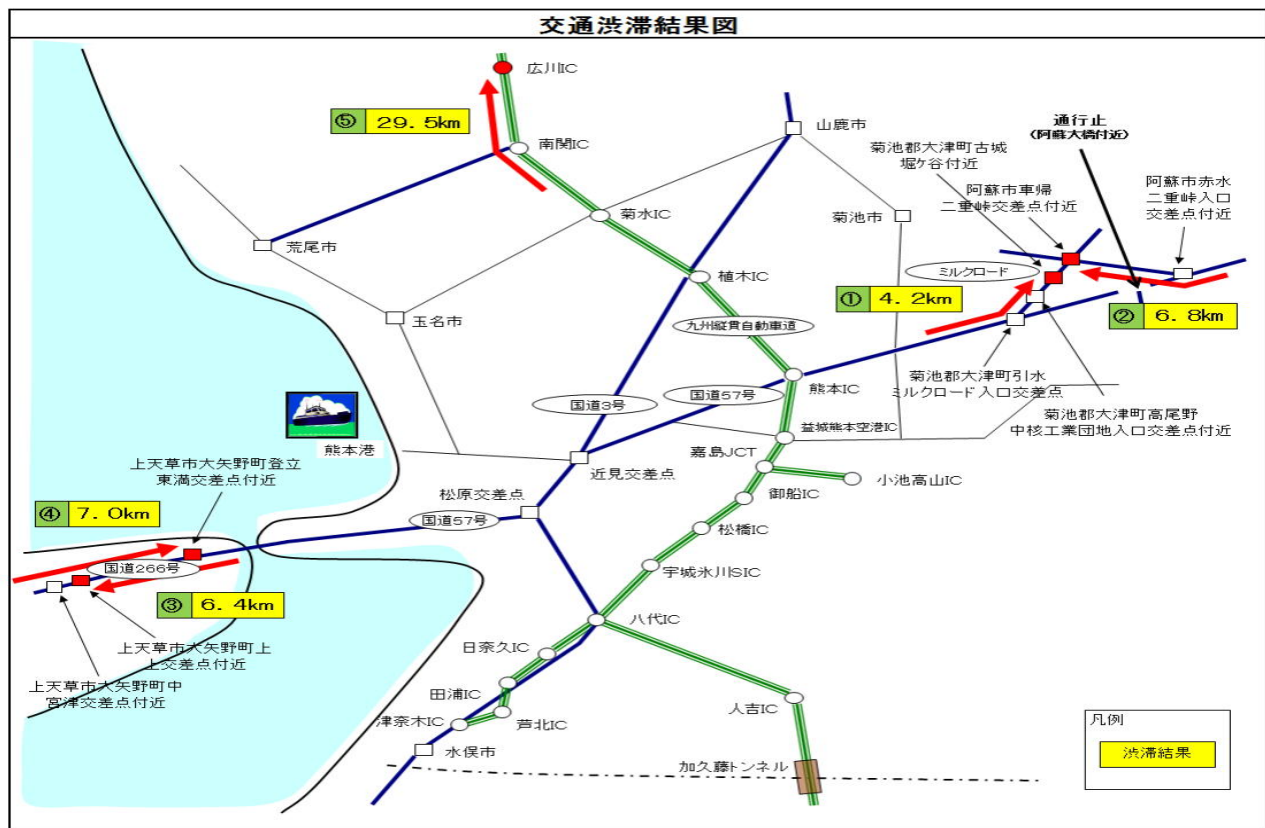 交通渋滞結果図
広川IC
⑤ 29.5km
南関IC
山鹿市
通行止
(阿蘇大橋付近)
菊池郡大津町古城
堀ケ谷付近
阿蘇市車帰
二重峠交差点付近
阿蘇市赤水
二重峠入口
交差点付近
菊水IC
菊池市
荒尾市
植木IC
ミルクロード
① 4.2km
② 6.8km
玉名市
九州縦貫自動車道
熊本IC
菊池郡大津町引水
ミルクロード入口交差点
菊池郡大津町高尾野
中核工業団地入口交差点付近
国道3号
国道57号
益城熊本空港IC
熊本港
近見交差点
嘉島JCT
小池高山IC
上天草市大矢野町登立
東満交差点付近
松原交差点
御船IC
④ 7.0km
国道57号
松橋IC
国道266号
宇城氷川SIC
③ 6.4km
八代IC
上天草市大矢野町上
上交差点付近
日奈久IC
上天草市大矢野町中
宮津交差点付近
田浦IC
人吉IC
津奈木IC
芦北IC
凡例
水俣市
渋滞結果
加久藤トンネル